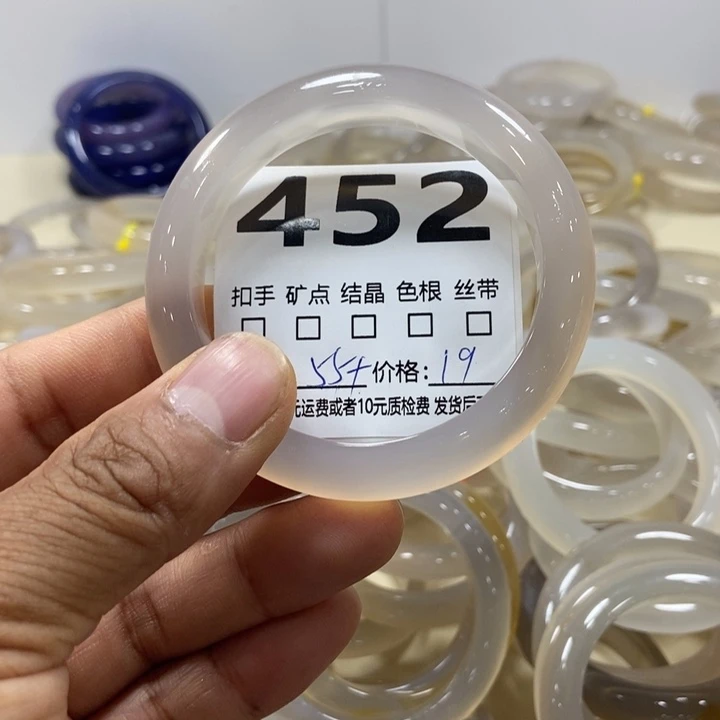 452
扣手 矿点 结晶 色根 丝带
□ □ □ □ □
55+ 价格: 19
运费或者10元质检费 发货后